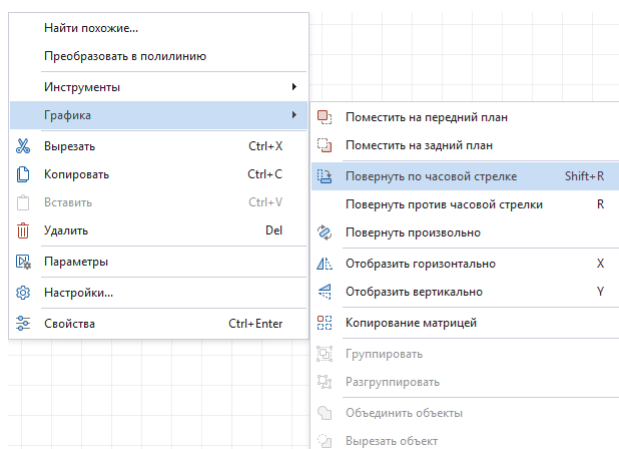 Найти похожие...
Преобразовать в полилинию
Инструменты
Графика
Вырезать Ctrl+X
Копировать Ctrl+C
Вставить Ctrl+V
Удалить Del
Параметры
Настройки...
Свойства Ctrl+Enter
Поместить на передний план
Поместить на задний план
Повернуть по часовой стрелке Shift+R
Повернуть против часовой стрелки R
Повернуть произвольно
Отобразить горизонтально X
Отобразить вертикально Y
Копирование матрицей
Группировать
Разгруппировать
Объединить объекты
Вырезать объект